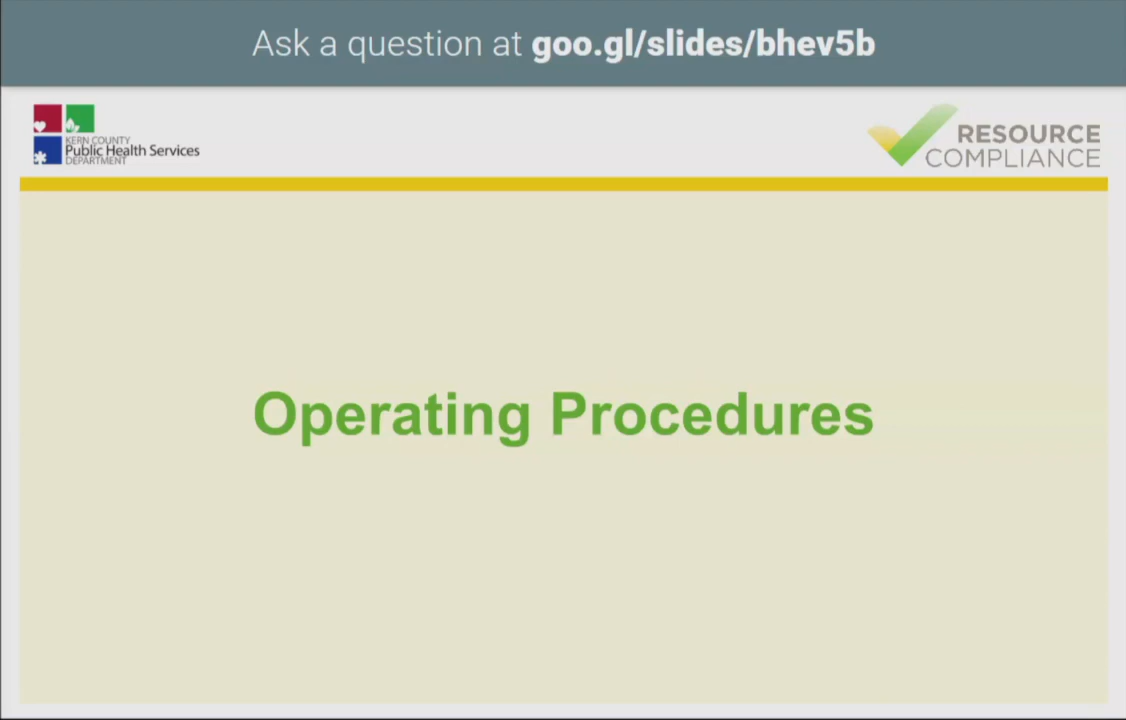 Ask a question at goo.gl/slides/bhev5b
KERN COUNTY
Public Health Services
DEPARTMENT
RESOURCE
COMPLIANCE
Operating Procedures